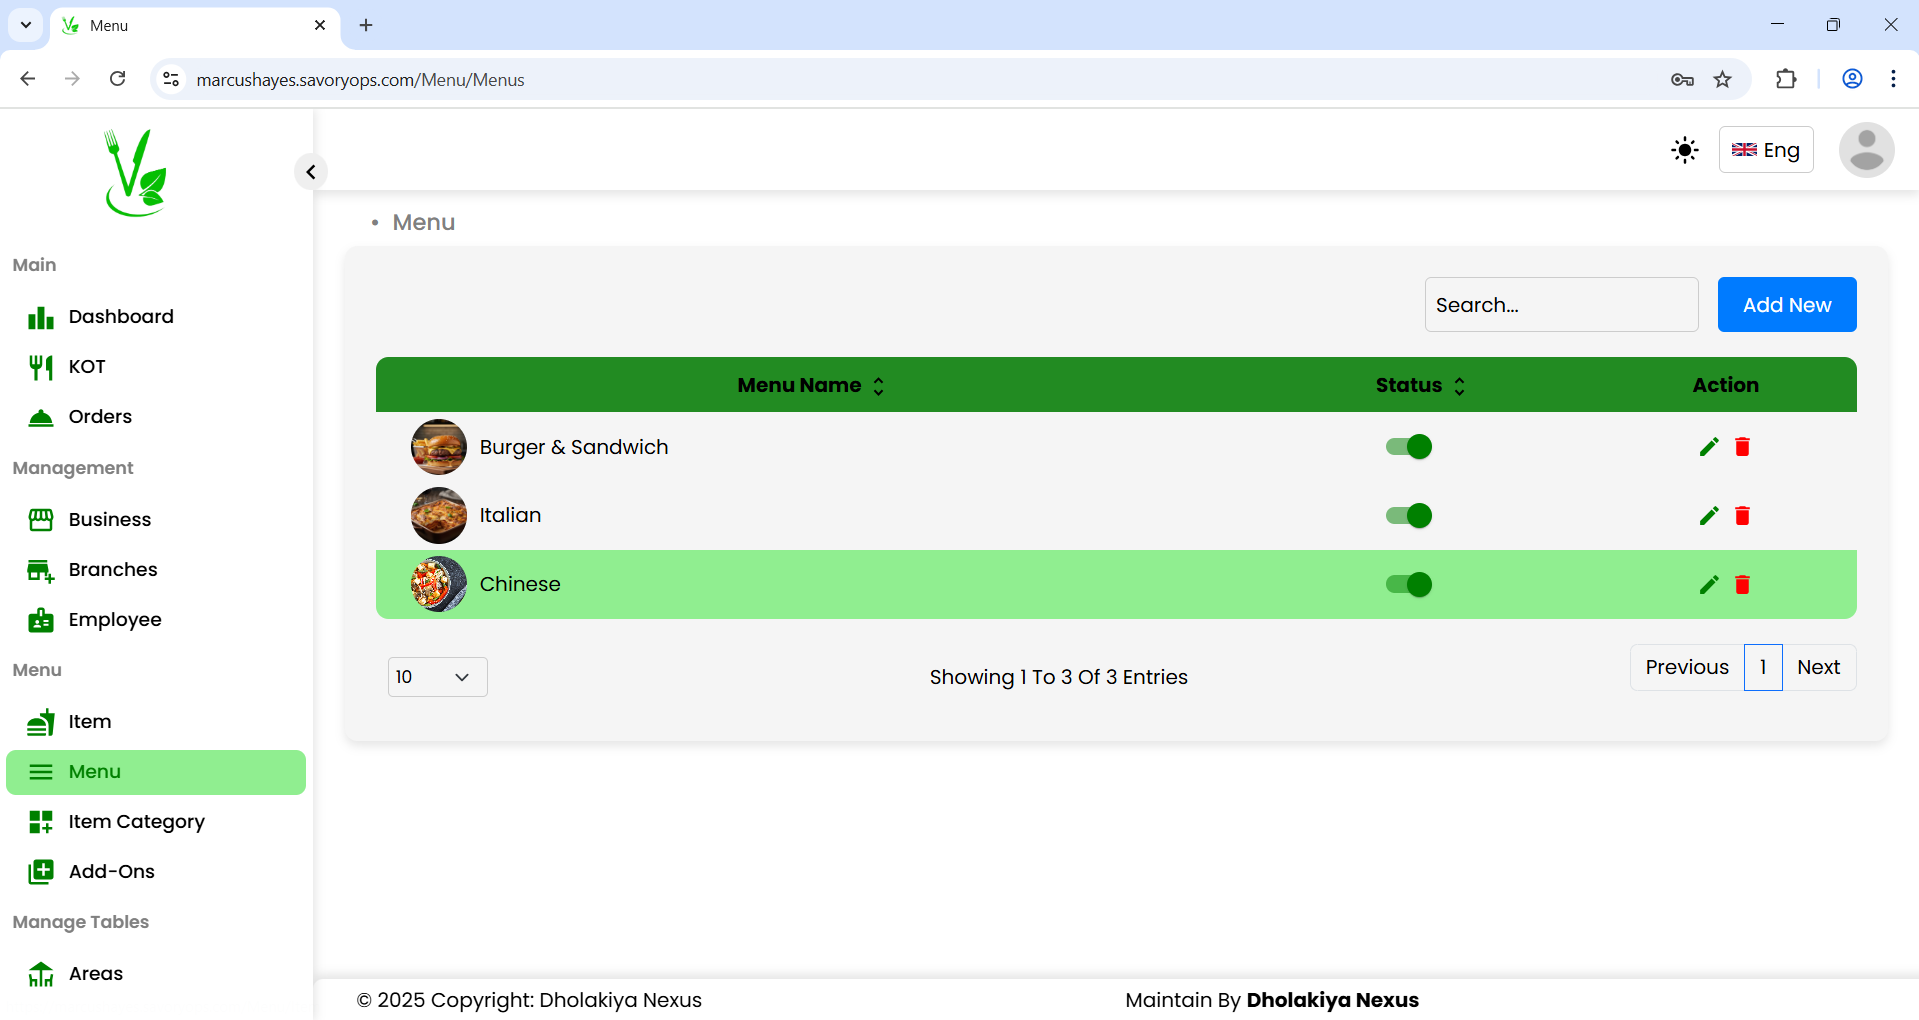 Menu
marcushayes.savoryops.com/Menu/Menus
Eng
Main
Dashboard
KOT
Orders
Management
Business
Branches
Employee
Menu
Item
Menu
Item Category
Add-Ons
Manage Tables
Areas
• Menu
Search...
Add New
Menu Name Status Action
Burger & Sandwich
Italian
Chinese
10
Showing 1 To 3 Of 3 Entries
Previous 1 Next
© 2025 Copyright: Dholakiya Nexus
Maintain By Dholakiya Nexus